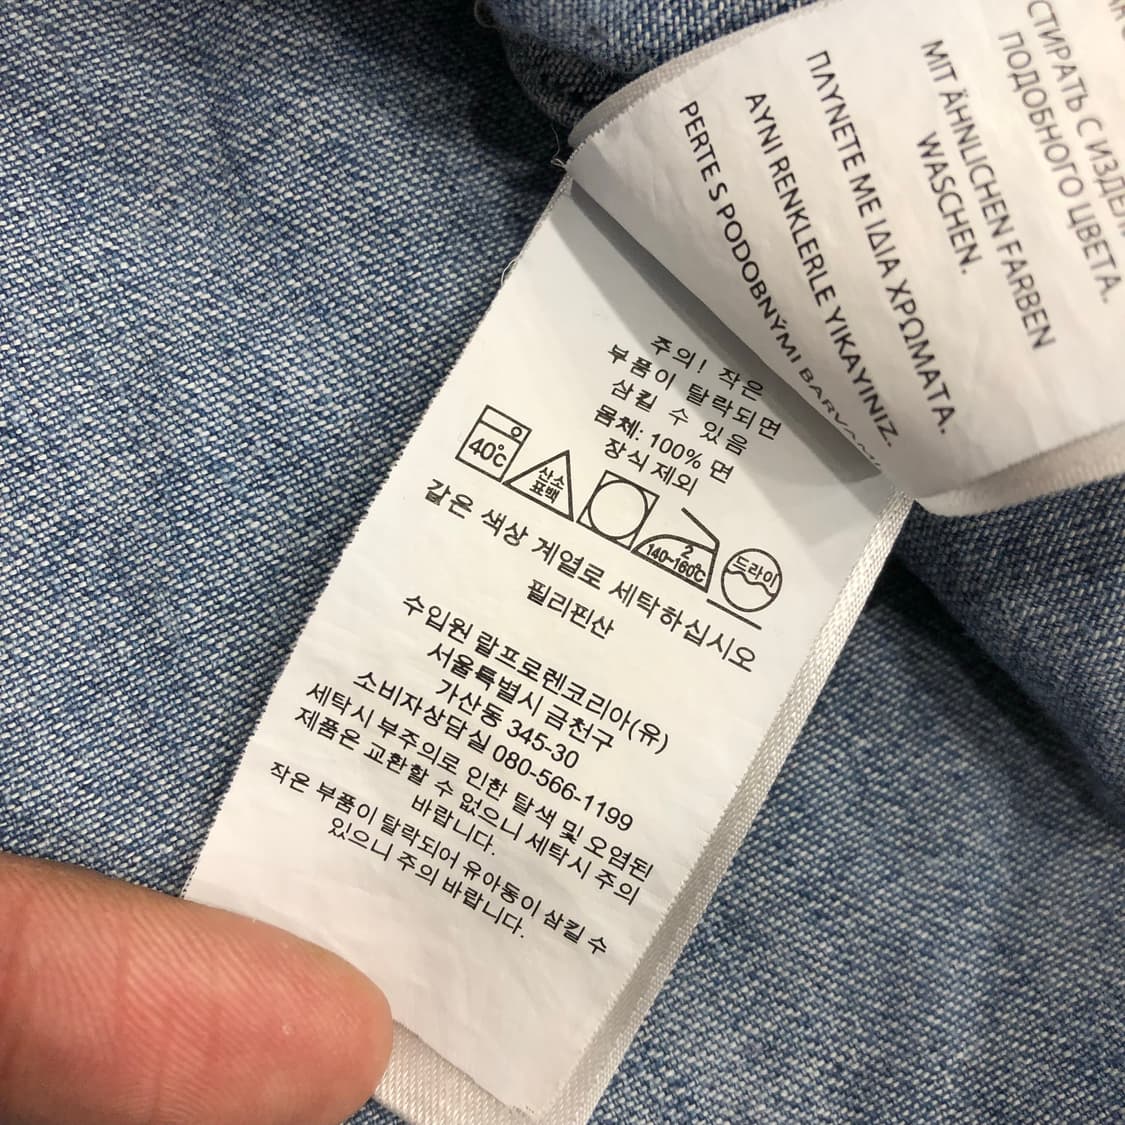 СТИРАТЬ С ИЗДЕЛ
ПОДОБНОГО ЦВЕТА.
MIT ÄHNLICHEN FARBEN
WASCHEN.
ΠΛΥΝΕΤΕ ΜΕ ΙΔΙΑ ΧΡΩΜΑΤΑ.
AYNI RENKLERLE YIKAYINIZ.
PERTE S PODOBNÝMI BARVAMI
주의! 작은
부품이 탈락되면
삼킬 수 있음
몸체: 100% 면
장식 제외
40°C
산소
표백
2
140~160°C
드라이
같은 색상 계열로 세탁하십시오
필리핀산
수입원 랄프로렌코리아(유)
서울특별시 금천구
가산동 345-30
소비자상담실 080-566-1199
세탁시 부주의로 인한 탈색 및 오염된
제품은 교환할 수 없으니 세탁시 주의
바랍니다.
작은 부품이 탈락되어 유아동이 삼킬 수
있으니 주의 바랍니다.